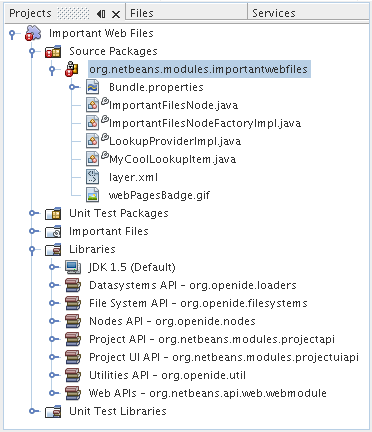 Projects Files Services
Important Web Files
Source Packages
org.netbeans.modules.importantwebfiles
Bundle.properties
ImportantFilesNode.java
ImportantFilesNodeFactoryImpl.java
LookupProviderImpl.java
MyCoolLookupItem.java
layer.xml
webPagesBadge.gif
Unit Test Packages
Important Files
Libraries
JDK 1.5 (Default)
Datasystems API - org.openide.loaders
File System API - org.openide.filesystems
Nodes API - org.openide.nodes
Project API - org.netbeans.modules.projectapi
Project UI API - org.netbeans.modules.projectuiapi
Utilities API - org.openide.util
Web APIs - org.netbeans.api.web.webmodule
Unit Test Libraries